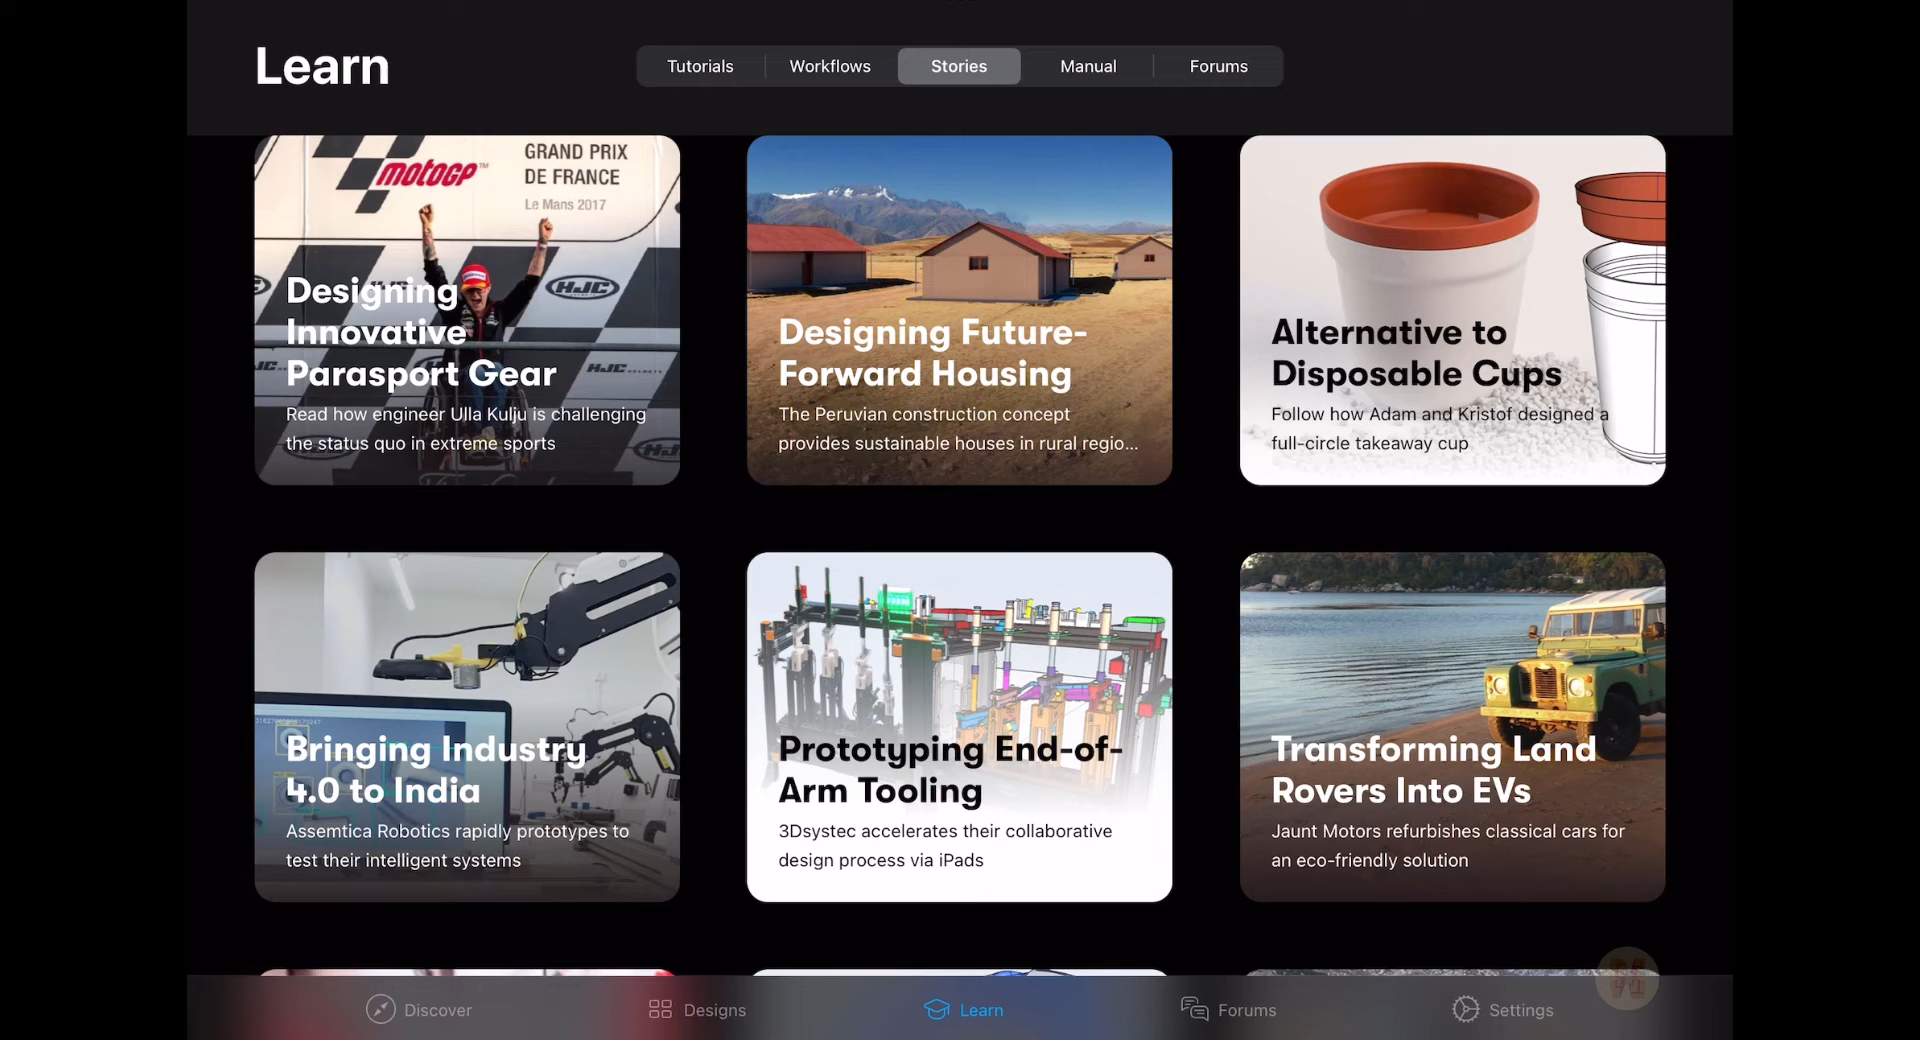 Learn
Tutorials
Workflows
Stories
Manual
Forums
motoGP™
GRAND PRIX
DE FRANCE
Le Mans 2017
HJC
HJC
Designing
Innovative
Parasport Gear
Read how engineer Ulla Kulju is challenging
the status quo in extreme sports
Designing Future-
Forward Housing
The Peruvian construction concept
provides sustainable houses in rural regio...
Alternative to
Disposable Cups
Follow how Adam and Kristof designed a
full-circle takeaway cup
Bringing Industry
4.0 to India
Assemtica Robotics rapidly prototypes to
test their intelligent systems
Prototyping End-of-
Arm Tooling
3Dsystec accelerates their collaborative
design process via iPads
Transforming Land
Rovers Into EVs
Jaunt Motors refurbishes classical cars for
an eco-friendly solution
Discover
Designs
Learn
Forums
Settings